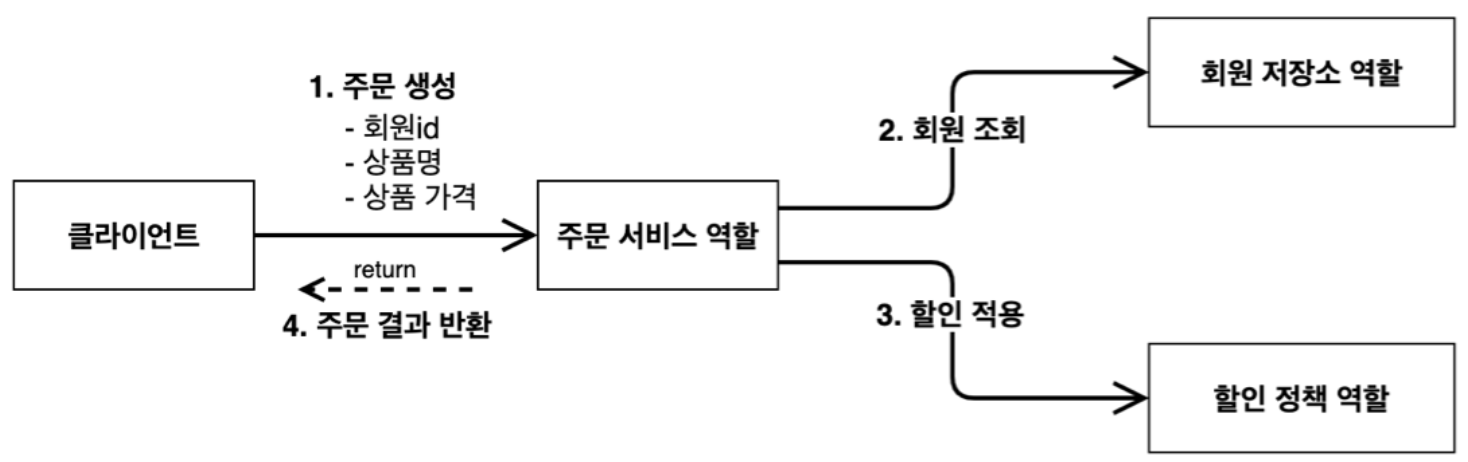 클라이언트
1. 주문 생성
- 회원id
- 상품명
- 상품 가격
return
4. 주문 결과 반환
주문 서비스 역할
2. 회원 조회
회원 저장소 역할
3. 할인 적용
할인 정책 역할